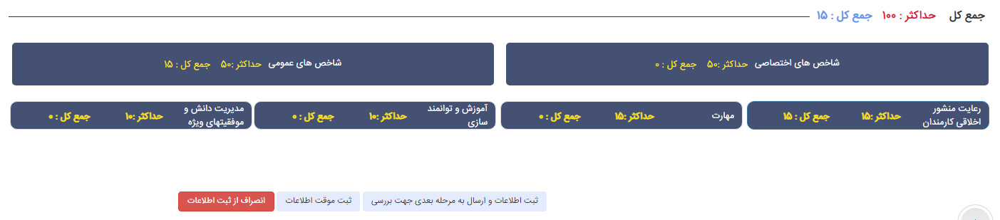 جمع کل حداکثر : ۱۰۰ جمع کل : ۱۵
شاخص های اختصاصی حداکثر :۵۰ جمع کل : ۰
شاخص های عمومی حداکثر :۵۰ جمع کل : ۱۵
رعایت منشور
اخلاقی کارمندان
حداکثر :۱۵ جمع کل : ۱۵
مهارت حداکثر :۱۵ جمع کل : ۰
آموزش و توانمند
سازی
حداکثر :۱۰ جمع کل : ۰
مدیریت دانش و
موفقیتهای ویژه
حداکثر :۱۰ جمع کل : ۰
ثبت اطلاعات و ارسال به مرحله بعدی جهت بررسی
ثبت موقت اطلاعات
انصراف از ثبت اطلاعات